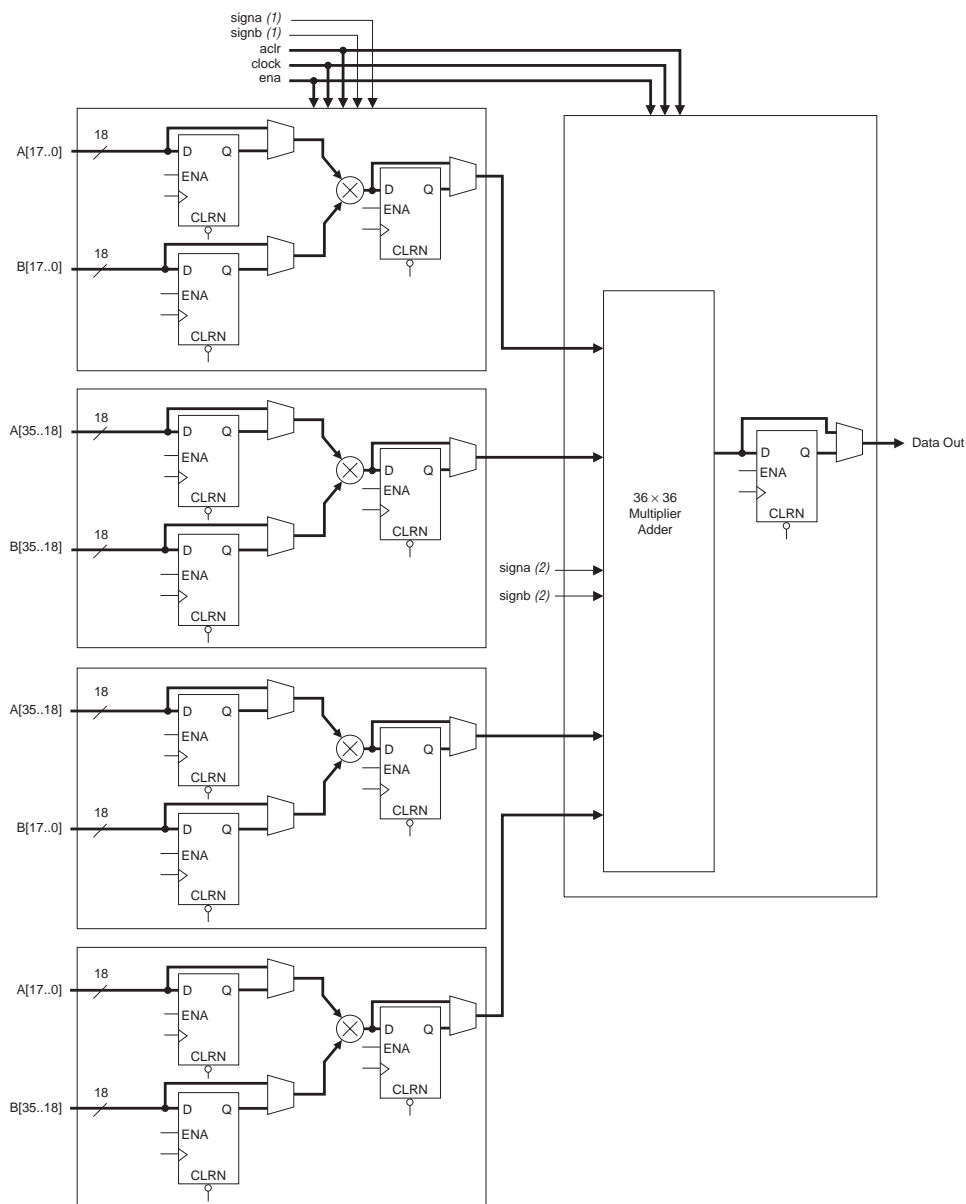 signa (1)
signb (1)
aclr
clock
ena
18
A[17..0]
D Q
ENA
CLRN
D Q
ENA
CLRN
18
B[17..0]
D Q
ENA
CLRN
18
A[35..18]
D Q
ENA
CLRN
D Q
ENA
CLRN
18
B[35..18]
D Q
ENA
CLRN
36 × 36
Multiplier
Adder
D Q
ENA
CLRN
Data Out
signa (2)
signb (2)
18
A[35..18]
D Q
ENA
CLRN
D Q
ENA
CLRN
18
B[17..0]
D Q
ENA
CLRN
18
A[17..0]
D Q
ENA
CLRN
D Q
ENA
CLRN
18
B[35..18]
D Q
ENA
CLRN